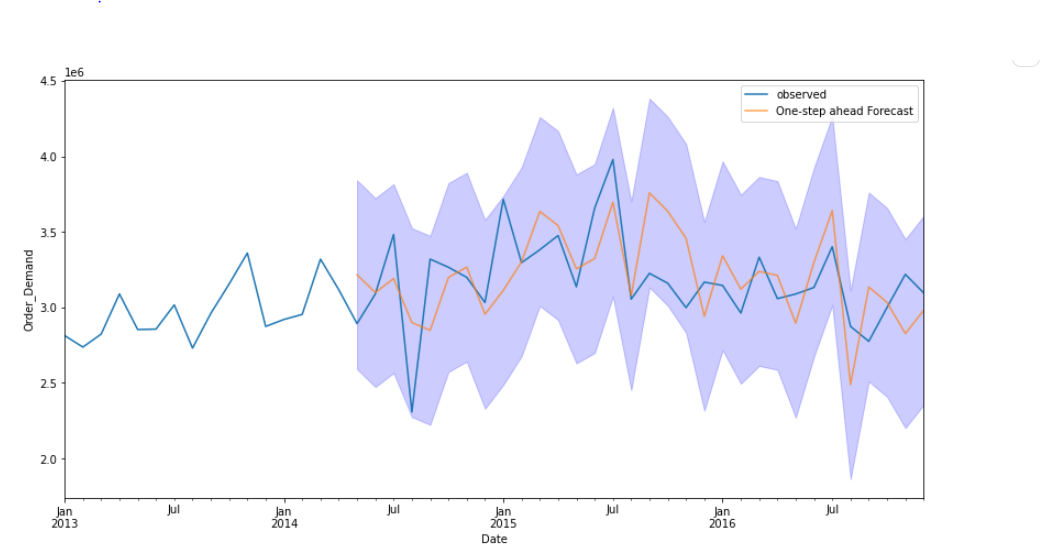 1e6
4.5
4.0
3.5
3.0
2.5
2.0
Order_Demand
observed
One-step ahead Forecast
Jan Jul Jan Jul Jan Jul Jan Jul
2013 2014 2015 2016
Date